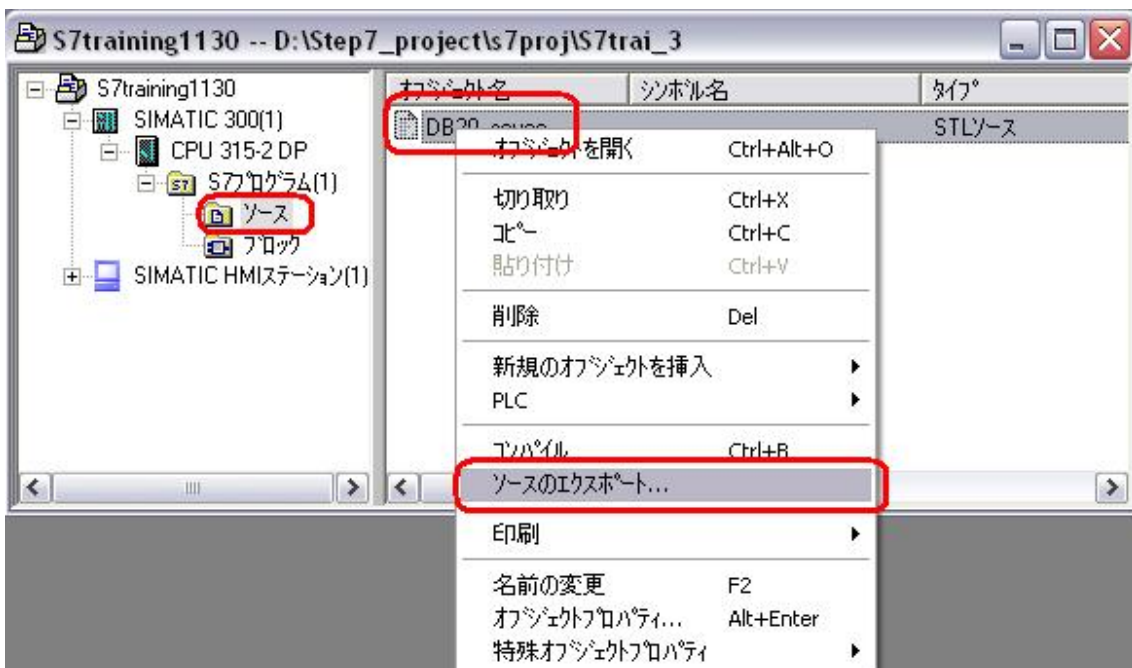 S7training1130 -- D:\Step7_project\s7proj\S7trai_3
S7training1130
SIMATIC 300(1)
CPU 315-2 DP
S7ﾌﾟﾛｸﾞﾗﾑ(1)
ｿｰｽ
ﾌﾞﾛｯｸ
SIMATIC HMIｽﾃｰｼｮﾝ(1)
ｵﾌﾞｼﾞｪｸﾄ名 ｼﾝﾎﾞﾙ名 ﾀｲﾌﾟ
STLｿｰｽ
ｵﾌﾞｼﾞｪｸﾄを開く Ctrl+Alt+O
切り取り Ctrl+X
ｺﾋﾟｰ Ctrl+C
貼り付け Ctrl+V
削除 Del
新規のｵﾌﾞｼﾞｪｸﾄを挿入
PLC
ｺﾝﾊﾟｲﾙ Ctrl+B
ｿｰｽのｴｸｽﾎﾟｰﾄ...
印刷
名前の変更 F2
ｵﾌﾞｼﾞｪｸﾄﾌﾟﾛﾊﾟﾃｨ... Alt+Enter
特殊ｵﾌﾞｼﾞｪｸﾄﾌﾟﾛﾊﾟﾃｨ